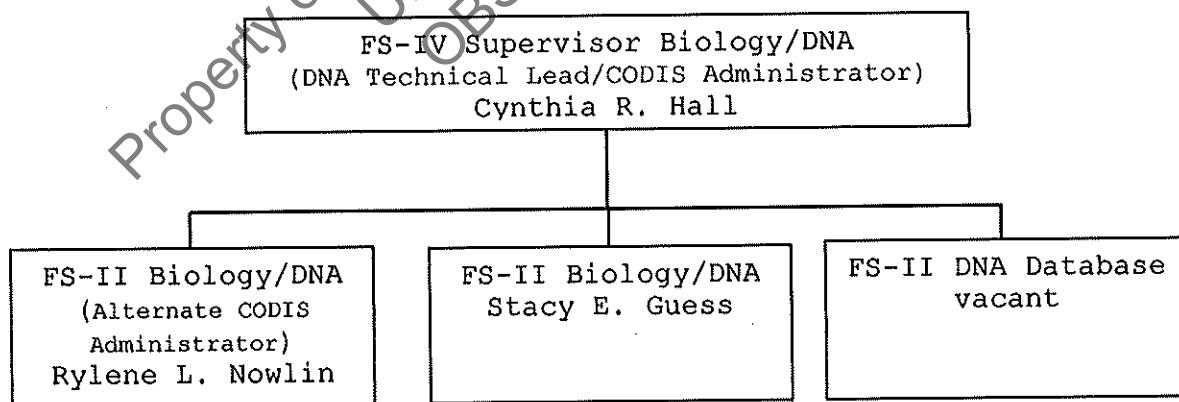 Property
FS-IV Supervisor Biology/DNA
(DNA Technical Lead/CODIS Administrator)
Cynthia R. Hall
FS-II Biology/DNA
(Alternate CODIS
Administrator)
Rylene L. Nowlin
FS-II Biology/DNA
Stacy E. Guess
FS-II DNA Database
vacant